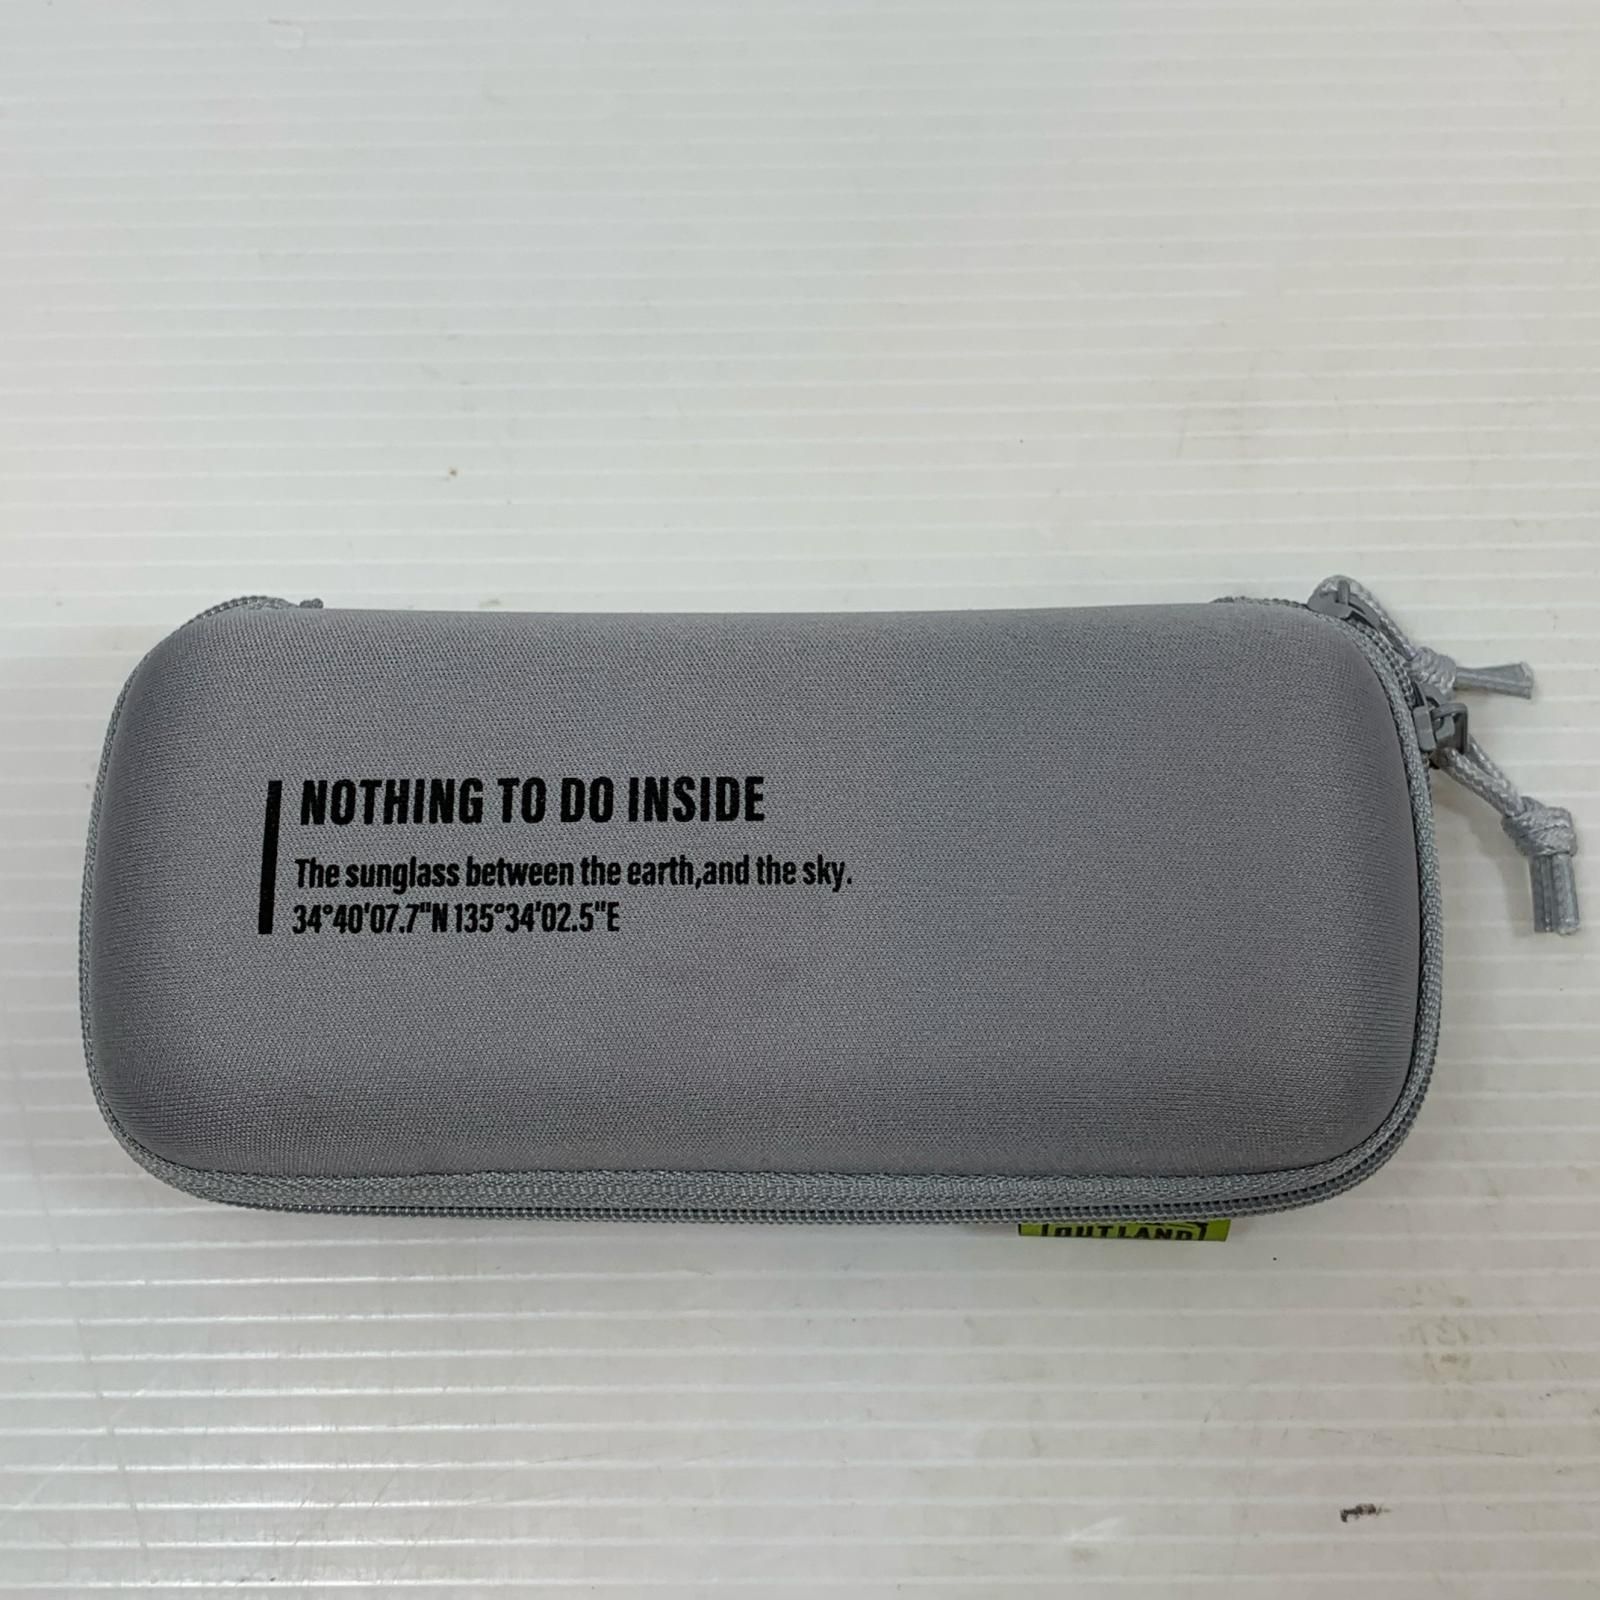 NOTHING TO DO INSIDE
The sunglass between the earth,and the sky.
34°40'07.7"N 135°34'02.5"E
OUTLAND